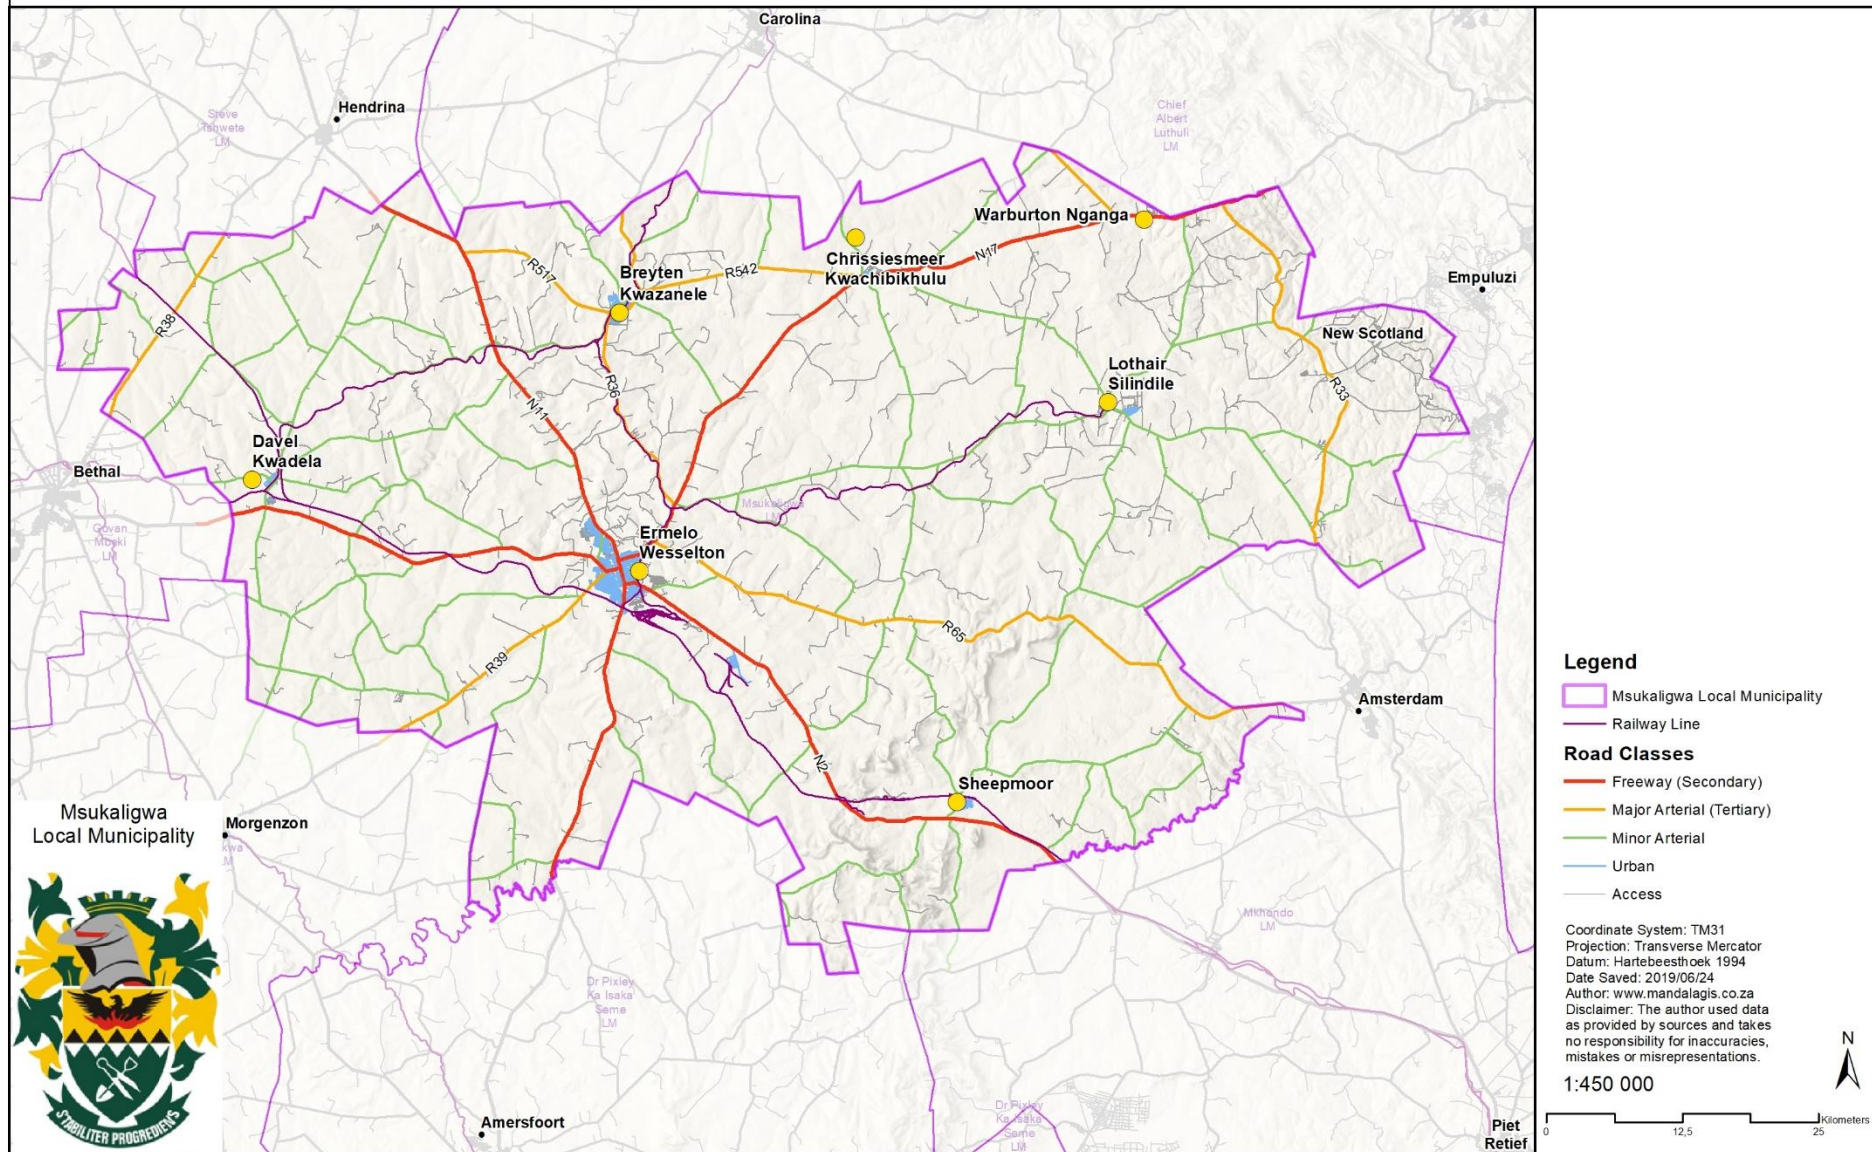 Carolina
Hendrina
Steve
Tshwete
LM
Chief
Albert
Luthuli
LM
Warburton Nganga
N17
Chrissiesmeer
Kwachibikhulu
R517
Breyten
Kwazanele
R542
Empuluzi
R38
New Scotland
R36
Lothair
Silindile
R33
N11
Davel
Kwadela
Bethal
Govan
Mbeki
LM
Msukaligwa
LM
Ermelo
Wesselton
R65
R39
Amsterdam
N2
Sheepmoor
Msukaligwa
Local Municipality
Morgenzon
LM
Mkhondo
LM
Dr Pixley
Ka Isaka
Seme
LM
STABILITER PROGREDIENS
Amersfoort
Dr Pixley
Ka Isaka
Seme
LM
Piet
Retief
Legend
Msukaligwa Local Municipality
Railway Line
Road Classes
Freeway (Secondary)
Major Arterial (Tertiary)
Minor Arterial
Urban
Access
Coordinate System: TM31
Projection: Transverse Mercator
Datum: Hartebeesthoek 1994
Date Saved: 2019/06/24
Author: www.mandalagis.co.za
Disclaimer: The author used data
as provided by sources and takes
no responsibility for inaccuracies,
mistakes or misrepresentations.
N
1:450 000
Kilometers
0 12,5 25